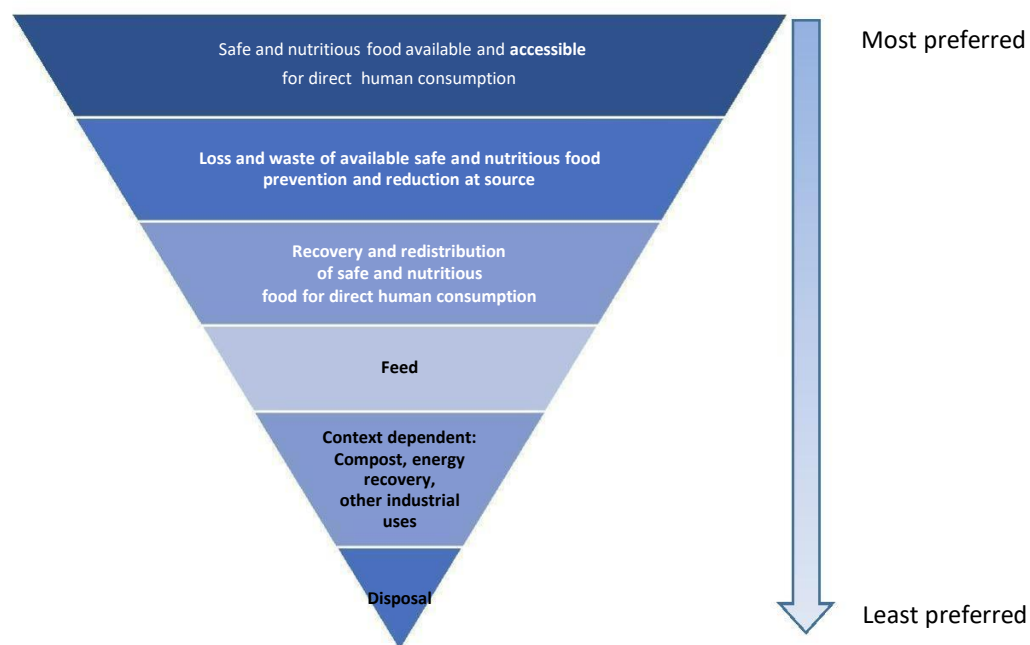 Safe and nutritious food available and accessible
for direct human consumption
Most preferred
Loss and waste of available safe and nutritious food
prevention and reduction at source
Recovery and redistribution
of safe and nutritious
food for direct human consumption
Feed
Context dependent:
Compost, energy
recovery,
other industrial
uses
Disposal
Least preferred